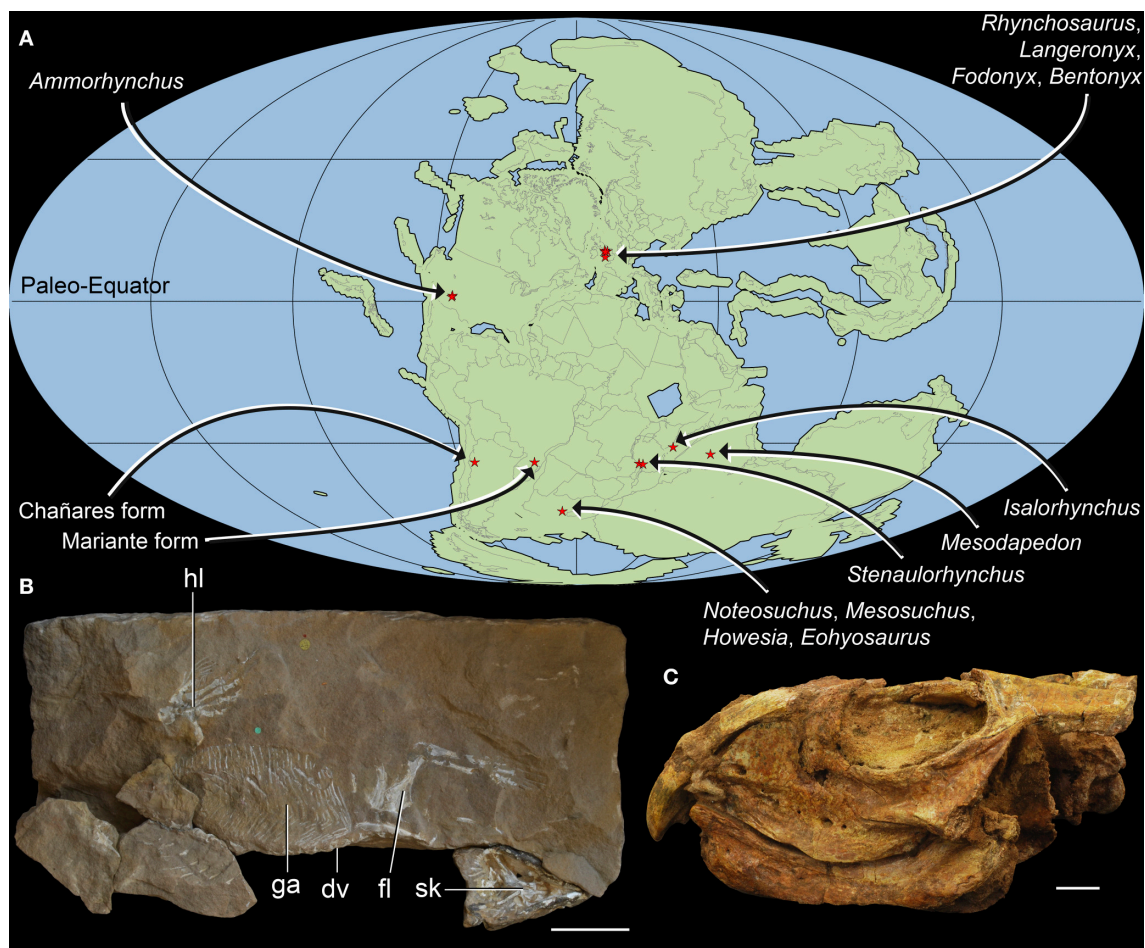 A
Ammorhynchus
Rhynchosaurus,
Langeronyx,
Fodonyx, Bentonyx
Paleo-Equator
Chañares form
Mariante form
Isalorhynchus
Mesodapedon
Stenaulorhynchus
Noteosuchus, Mesosuchus,
Howesia, Eohyosaurus
B
hl
ga
dv
fl
sk
C